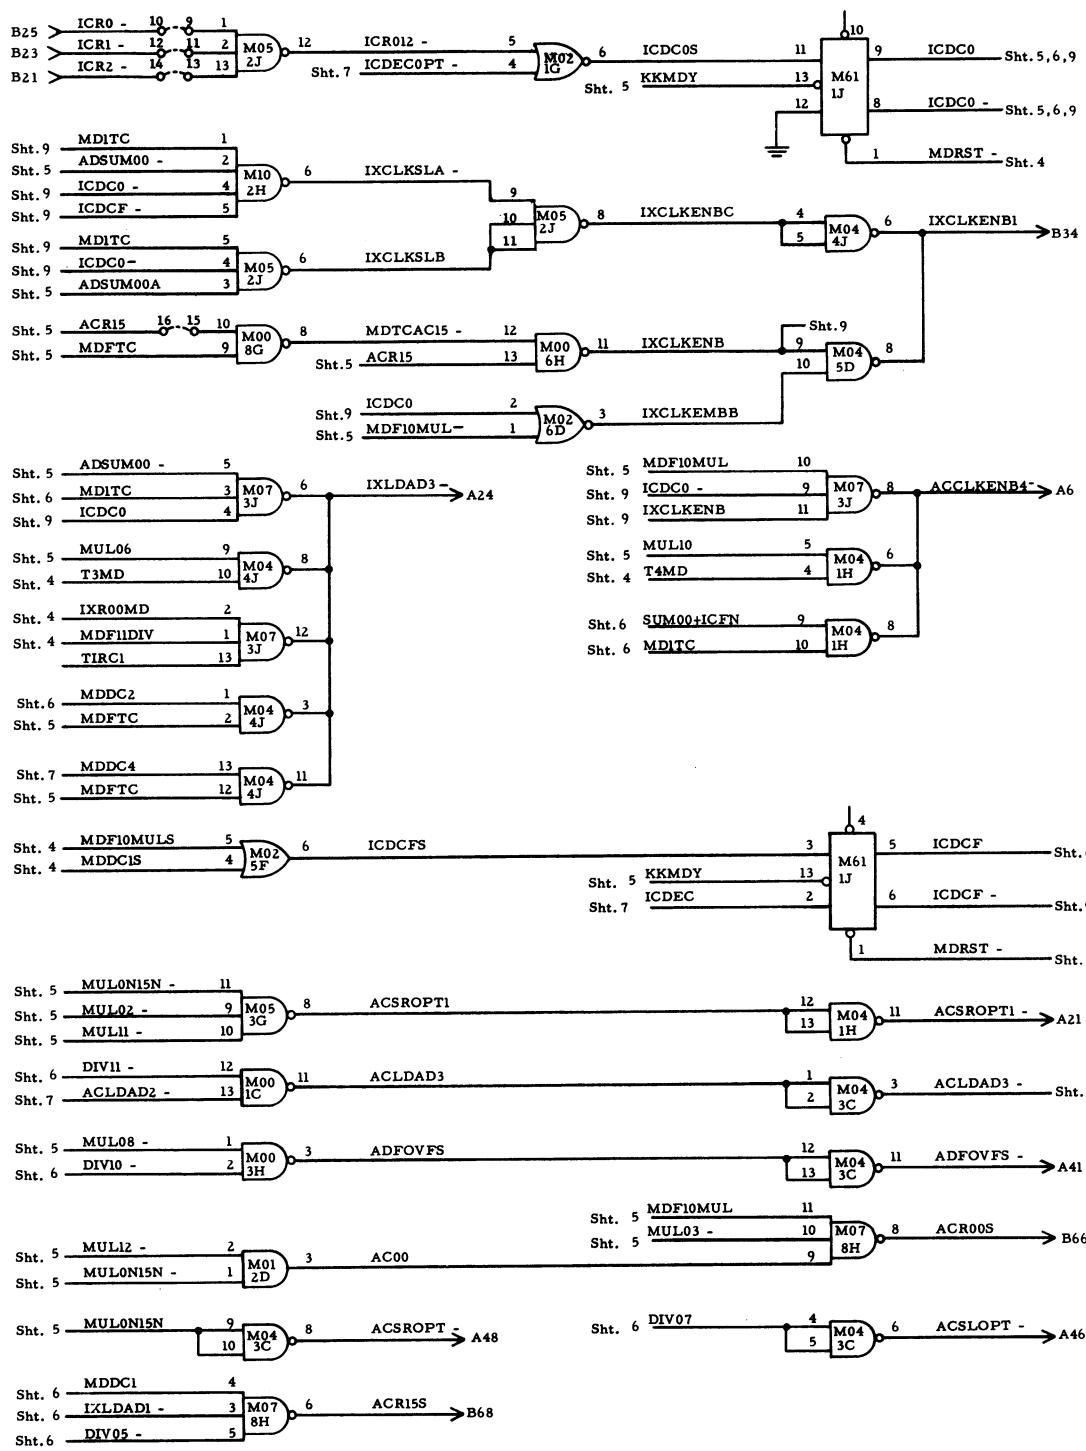 B25 ICR0 - 10 9 1
B23 ICR1 - 12 11 2 M05 2J 12 ICR012 - 5
B21 ICR2 - 14 13 13 Sht.7 ICDEC0PT - 4 M02 1G 6 ICDC0S 11
Sht. 5 KKMDY 13
12 M61 1J 10
9 ICDC0 Sht.5,6,9
8 ICDC0 - Sht.5,6,9
1 MDRST - Sht.4
Sht.9 MD1TC 1
Sht.5 ADSUM00 - 2
Sht.9 ICDC0 - 4
Sht.9 ICDCF - 5
M10 2H 6 IXCLKSLA - 9
Sht.9 MD1TC 5
Sht.9 ICDC0- 4
Sht. 5 ADSUM00A 3
M05 2J 6 IXCLKSLB 10 11
M05 2J 8 IXCLKENBC 4 5 M04 4J 6 IXCLKENB1 B34
Sht. 5 ACR15 16 15 10
Sht. 5 MDFTC 9
M00 8G 8 MDTCAC15 - 12
Sht.5 ACR15 13
M00 6H 11 IXCLKENB Sht.9 9
10 M04 5D 8
Sht.9 ICDC0 2
Sht.5 MDF10MUL- 1
M02 6D 3 IXCLKEMBB
Sht. 5 ADSUM00 - 5
Sht. 6 MD1TC 3
Sht. 9 ICDC0 4
M07 3J 6 IXLDAD3- A24
Sht. 5 MUL06 9
Sht. 4 T3MD 10
M04 4J 8
Sht. 4 IXR00MD 2
Sht. 4 MDF11DIV 1
TIRC1 13
M07 3J 12
Sht.6 MDDC2 1
Sht. 5 MDFTC 2
M04 4J 3
Sht.7 MDDC4 13
Sht. 5 MDFTC 12
M04 4J 11
Sht. 5 MDF10MUL 10
Sht. 9 ICDC0 - 9
Sht. 9 IXCLKENB 11
M07 3J 8 ACCLKENB4- A6
Sht. 5 MUL10 5
Sht. 4 T4MD 4
M04 1H 6
Sht.6 SUM00+ICFN 9
Sht. 6 MD1TC 10
M04 1H 8
Sht. 4 MDF10MULS 5
Sht. 4 MDDC1S 4
M02 5F 6 ICDCFS 3
Sht. 5 KKMDY 13
Sht.7 ICDEC 2
4 M61 1J
5 ICDCF Sht.
6 ICDCF - Sht.
1 MDRST - Sht.
Sht. 5 MUL0N15N - 11
Sht. 5 MUL02 - 9
Sht. 5 MUL11 - 10
M05 3G 8 ACSROPT1 12 13 M04 1H 11 ACSROPT1 - A21
Sht. 6 DIV11 - 12
Sht.7 ACLDAD2 - 13
M00 1C 11 ACLDAD3 1 2 M04 3C 3 ACLDAD3 - Sht.
Sht. 5 MUL08 - 1
Sht. 6 DIV10 - 2
M00 3H 3 ADFOVFS 12 13 M04 3C 11 ADFOVFS - A41
Sht. 5 MDF10MUL 11
Sht. 5 MUL03 - 10
Sht. 5 MUL12 - 2
Sht. 5 MUL0N15N - 1
M01 2D 3 AC00 9 M07 8H 8 ACR00S B66
Sht. 5 MUL0N15N 9 10 M04 3C 8 ACSROPT - A48
Sht. 6 DIV07 4 5 M04 3C 6 ACSLOPT - A46
Sht. 6 MDDC1 4
Sht. 6 IXLDAD1 - 3
Sht.6 DIV05 - 5
M07 8H 6 ACR15S B68